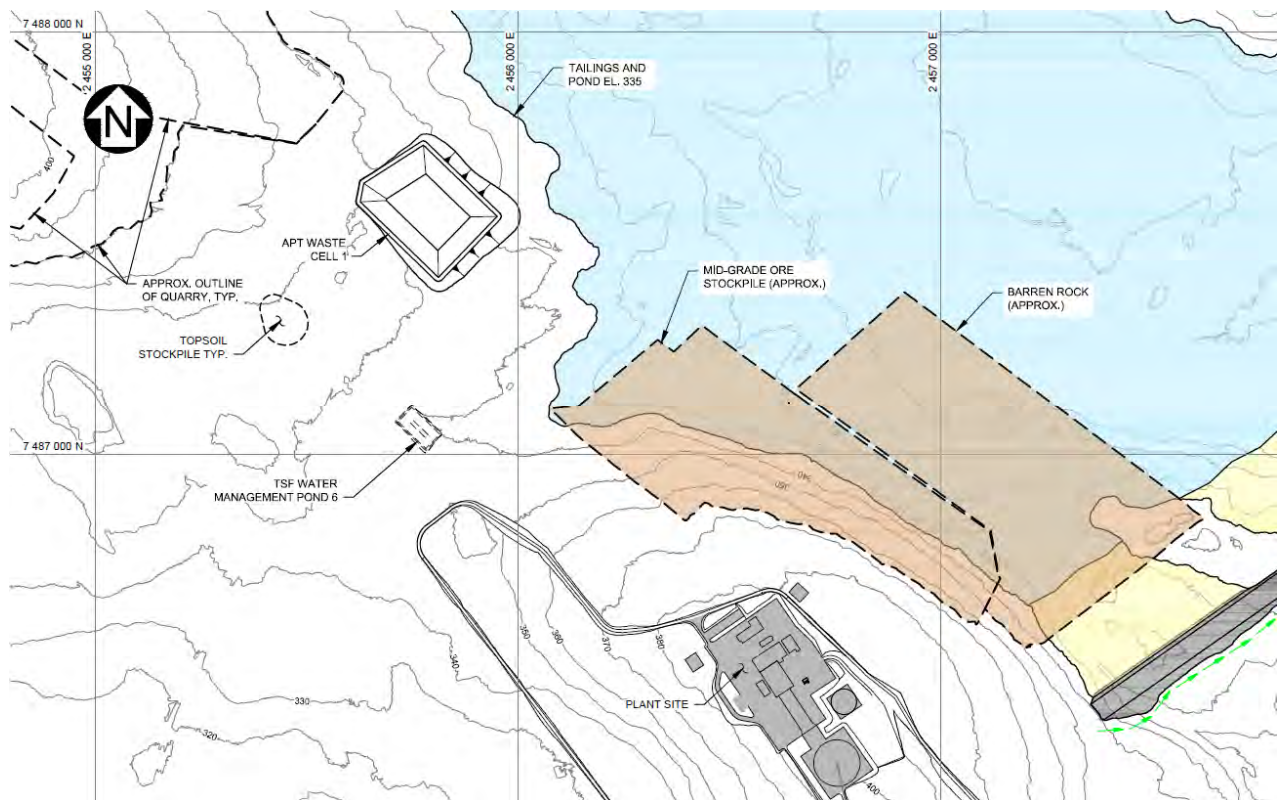 7 488 000 N
2 455 000 E
2 456 000 E
2 457 000 E
TAILINGS AND
POND EL. 335
N
400
APT WASTE
CELL 1
APPROX. OUTLINE
OF QUARRY, TYP.
MID-GRADE ORE
STOCKPILE (APPROX.)
BARREN ROCK
(APPROX.)
TOPSOIL
STOCKPILE TYP.
7 487 000 N
TSF WATER
MANAGEMENT POND 6
340
350
340
350
360
370
380
330
320
PLANT SITE
400